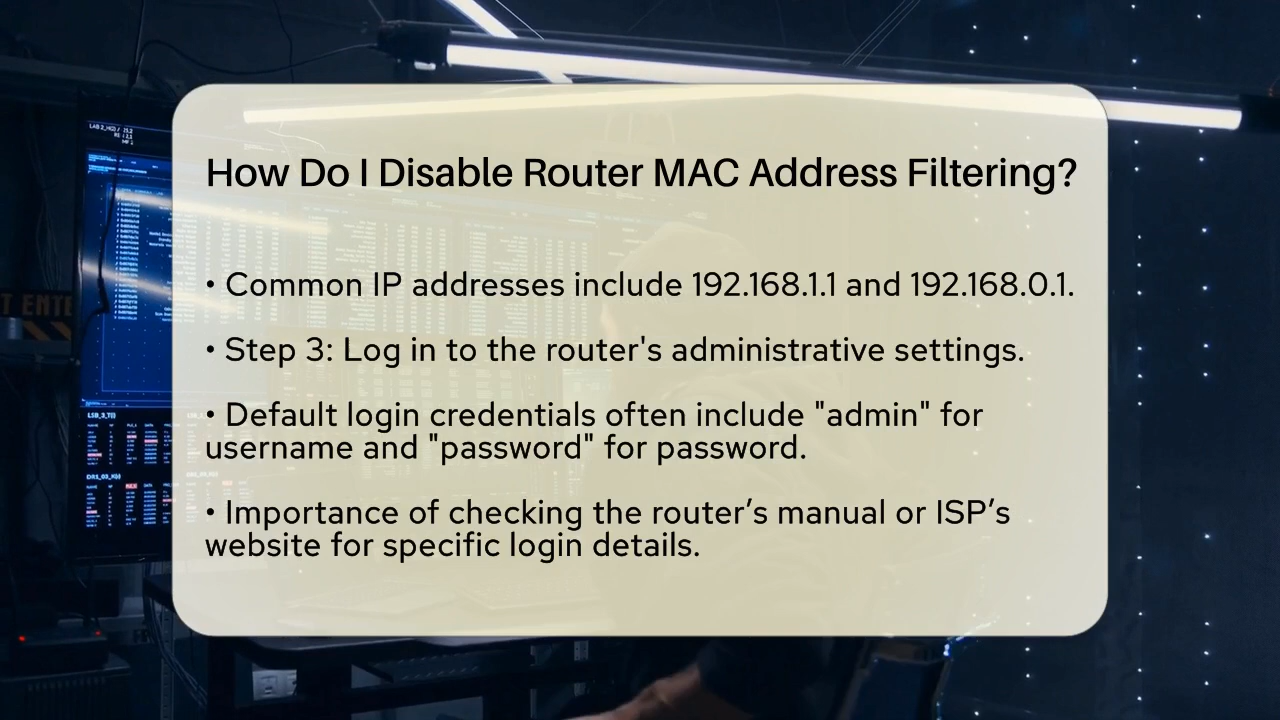 How Do I Disable Router MAC Address Filtering?
• Common IP addresses include 192.168.1.1 and 192.168.0.1.
• Step 3: Log in to the router's administrative settings.
• Default login credentials often include "admin" for
username and "password" for password.
• Importance of checking the router’s manual or ISP’s
website for specific login details.